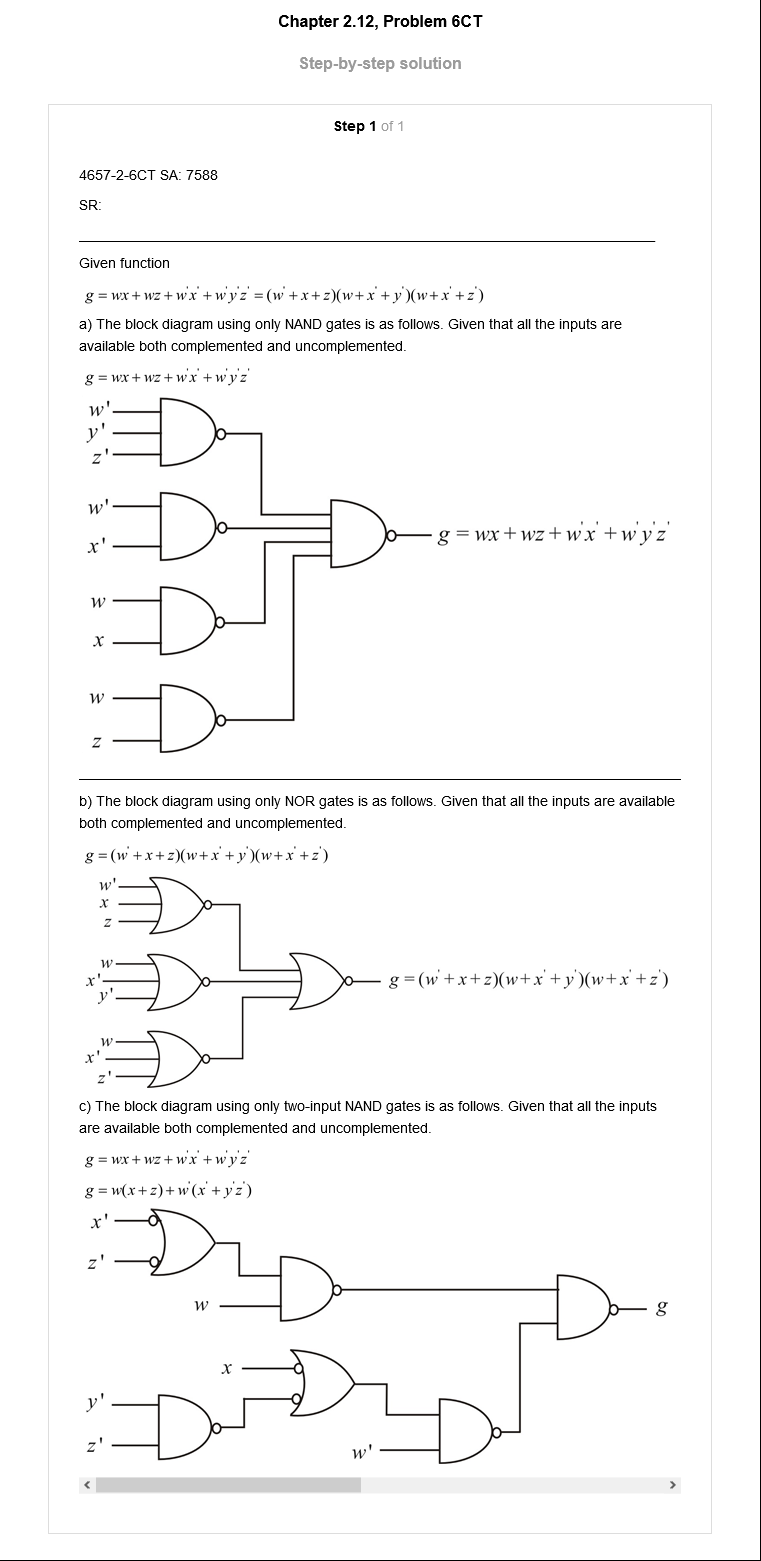 Chapter 2.12, Problem 6CT
Step-by-step solution
Step 1 of 1
4657-2-6CT SA: 7588
SR:
Given function
g = wx + wz + w'x' + w'y'z' = (w' + x + z)(w + x' + y')(w + x' + z')
a) The block diagram using only NAND gates is as follows. Given that all the inputs are
available both complemented and uncomplemented.
g = wx + wz + w'x' + w'y'z'
w'
y'
z'
w'
x'
g = wx + wz + w'x' + w'y'z'
w
x
w
z
b) The block diagram using only NOR gates is as follows. Given that all the inputs are available
both complemented and uncomplemented.
g = (w' + x + z)(w + x' + y')(w + x' + z')
w'
x
z
w
x'
y'
g = (w' + x + z)(w + x' + y')(w + x' + z')
w
x'
z'
c) The block diagram using only two-input NAND gates is as follows. Given that all the inputs
are available both complemented and uncomplemented.
g = wx + wz + w'x' + w'y'z'
g = w(x + z) + w'(x' + y'z')
x'
z'
w
g
x
y'
z'
w'